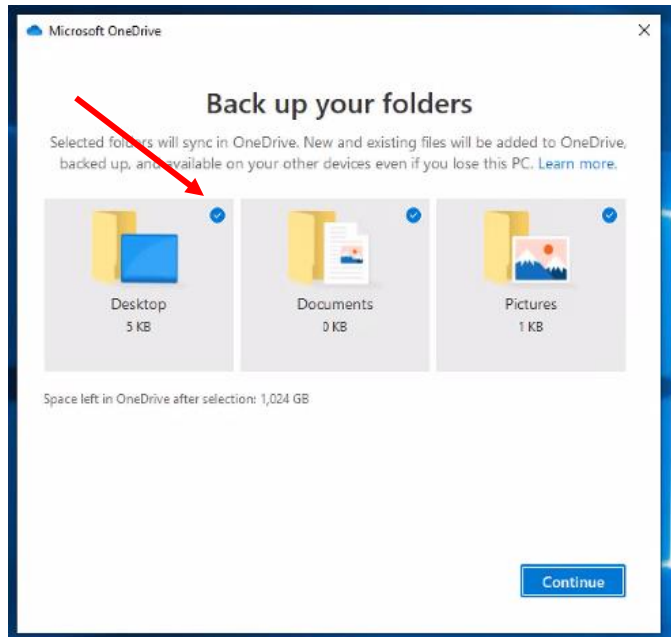 Microsoft OneDrive
Back up your folders
Selected folders will sync in OneDrive. New and existing files will be added to OneDrive,
backed up, and available on your other devices even if you lose this PC. Learn more.
Desktop Documents Pictures
5 KB 0 KB 1 KB
Space left in OneDrive after selection: 1,024 GB
Continue